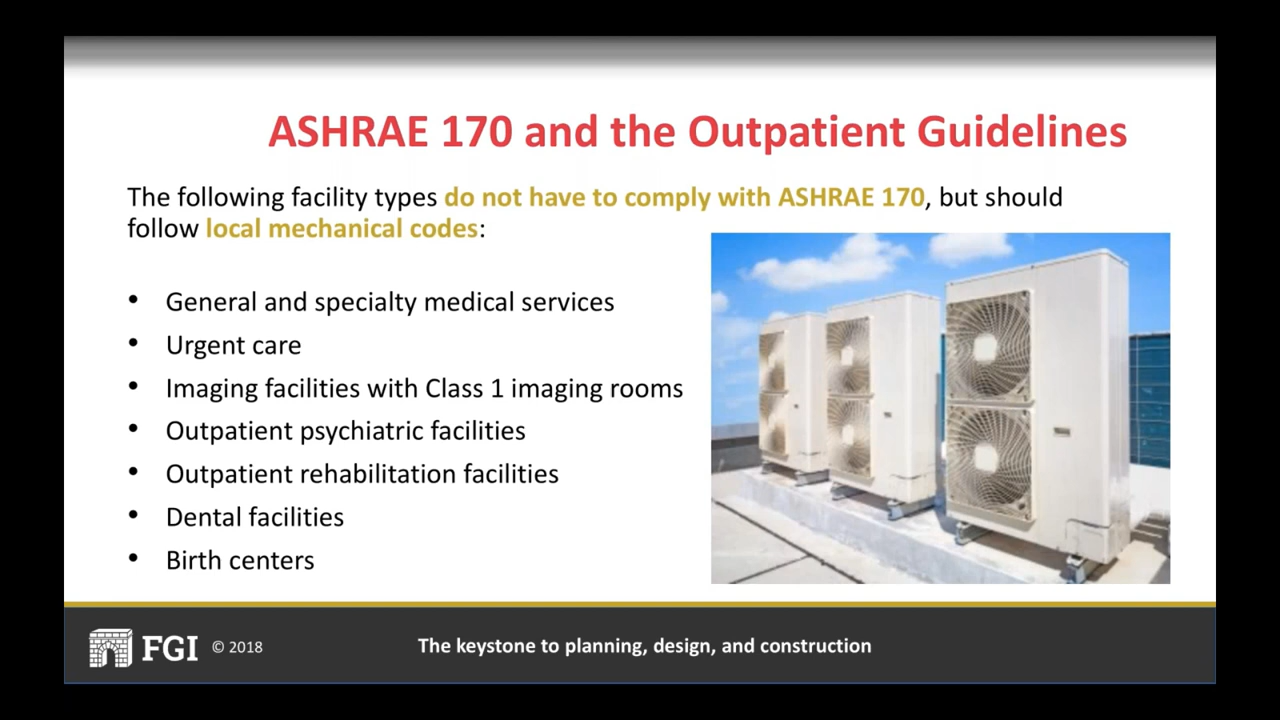 ASHRAE 170 and the Outpatient Guidelines
The following facility types do not have to comply with ASHRAE 170, but should
follow local mechanical codes:
• General and specialty medical services
• Urgent care
• Imaging facilities with Class 1 imaging rooms
• Outpatient psychiatric facilities
• Outpatient rehabilitation facilities
• Dental facilities
• Birth centers
FGI © 2018
The keystone to planning, design, and construction